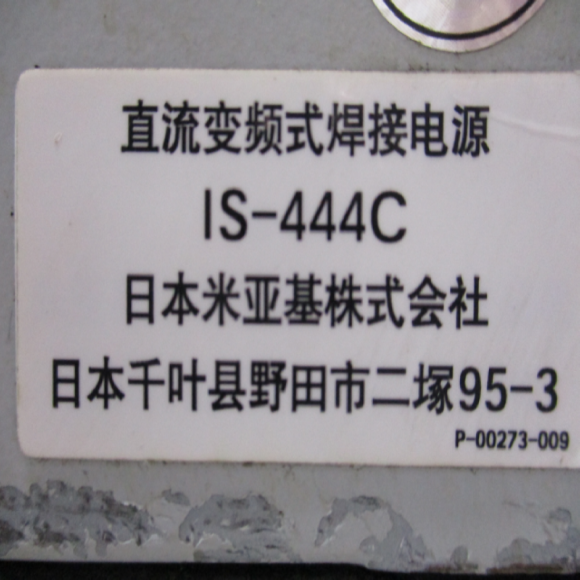 直流变频式焊接电源
IS-444C
日本米亚基株式会社
日本千叶县野田市二塚95-3
P-00273-009